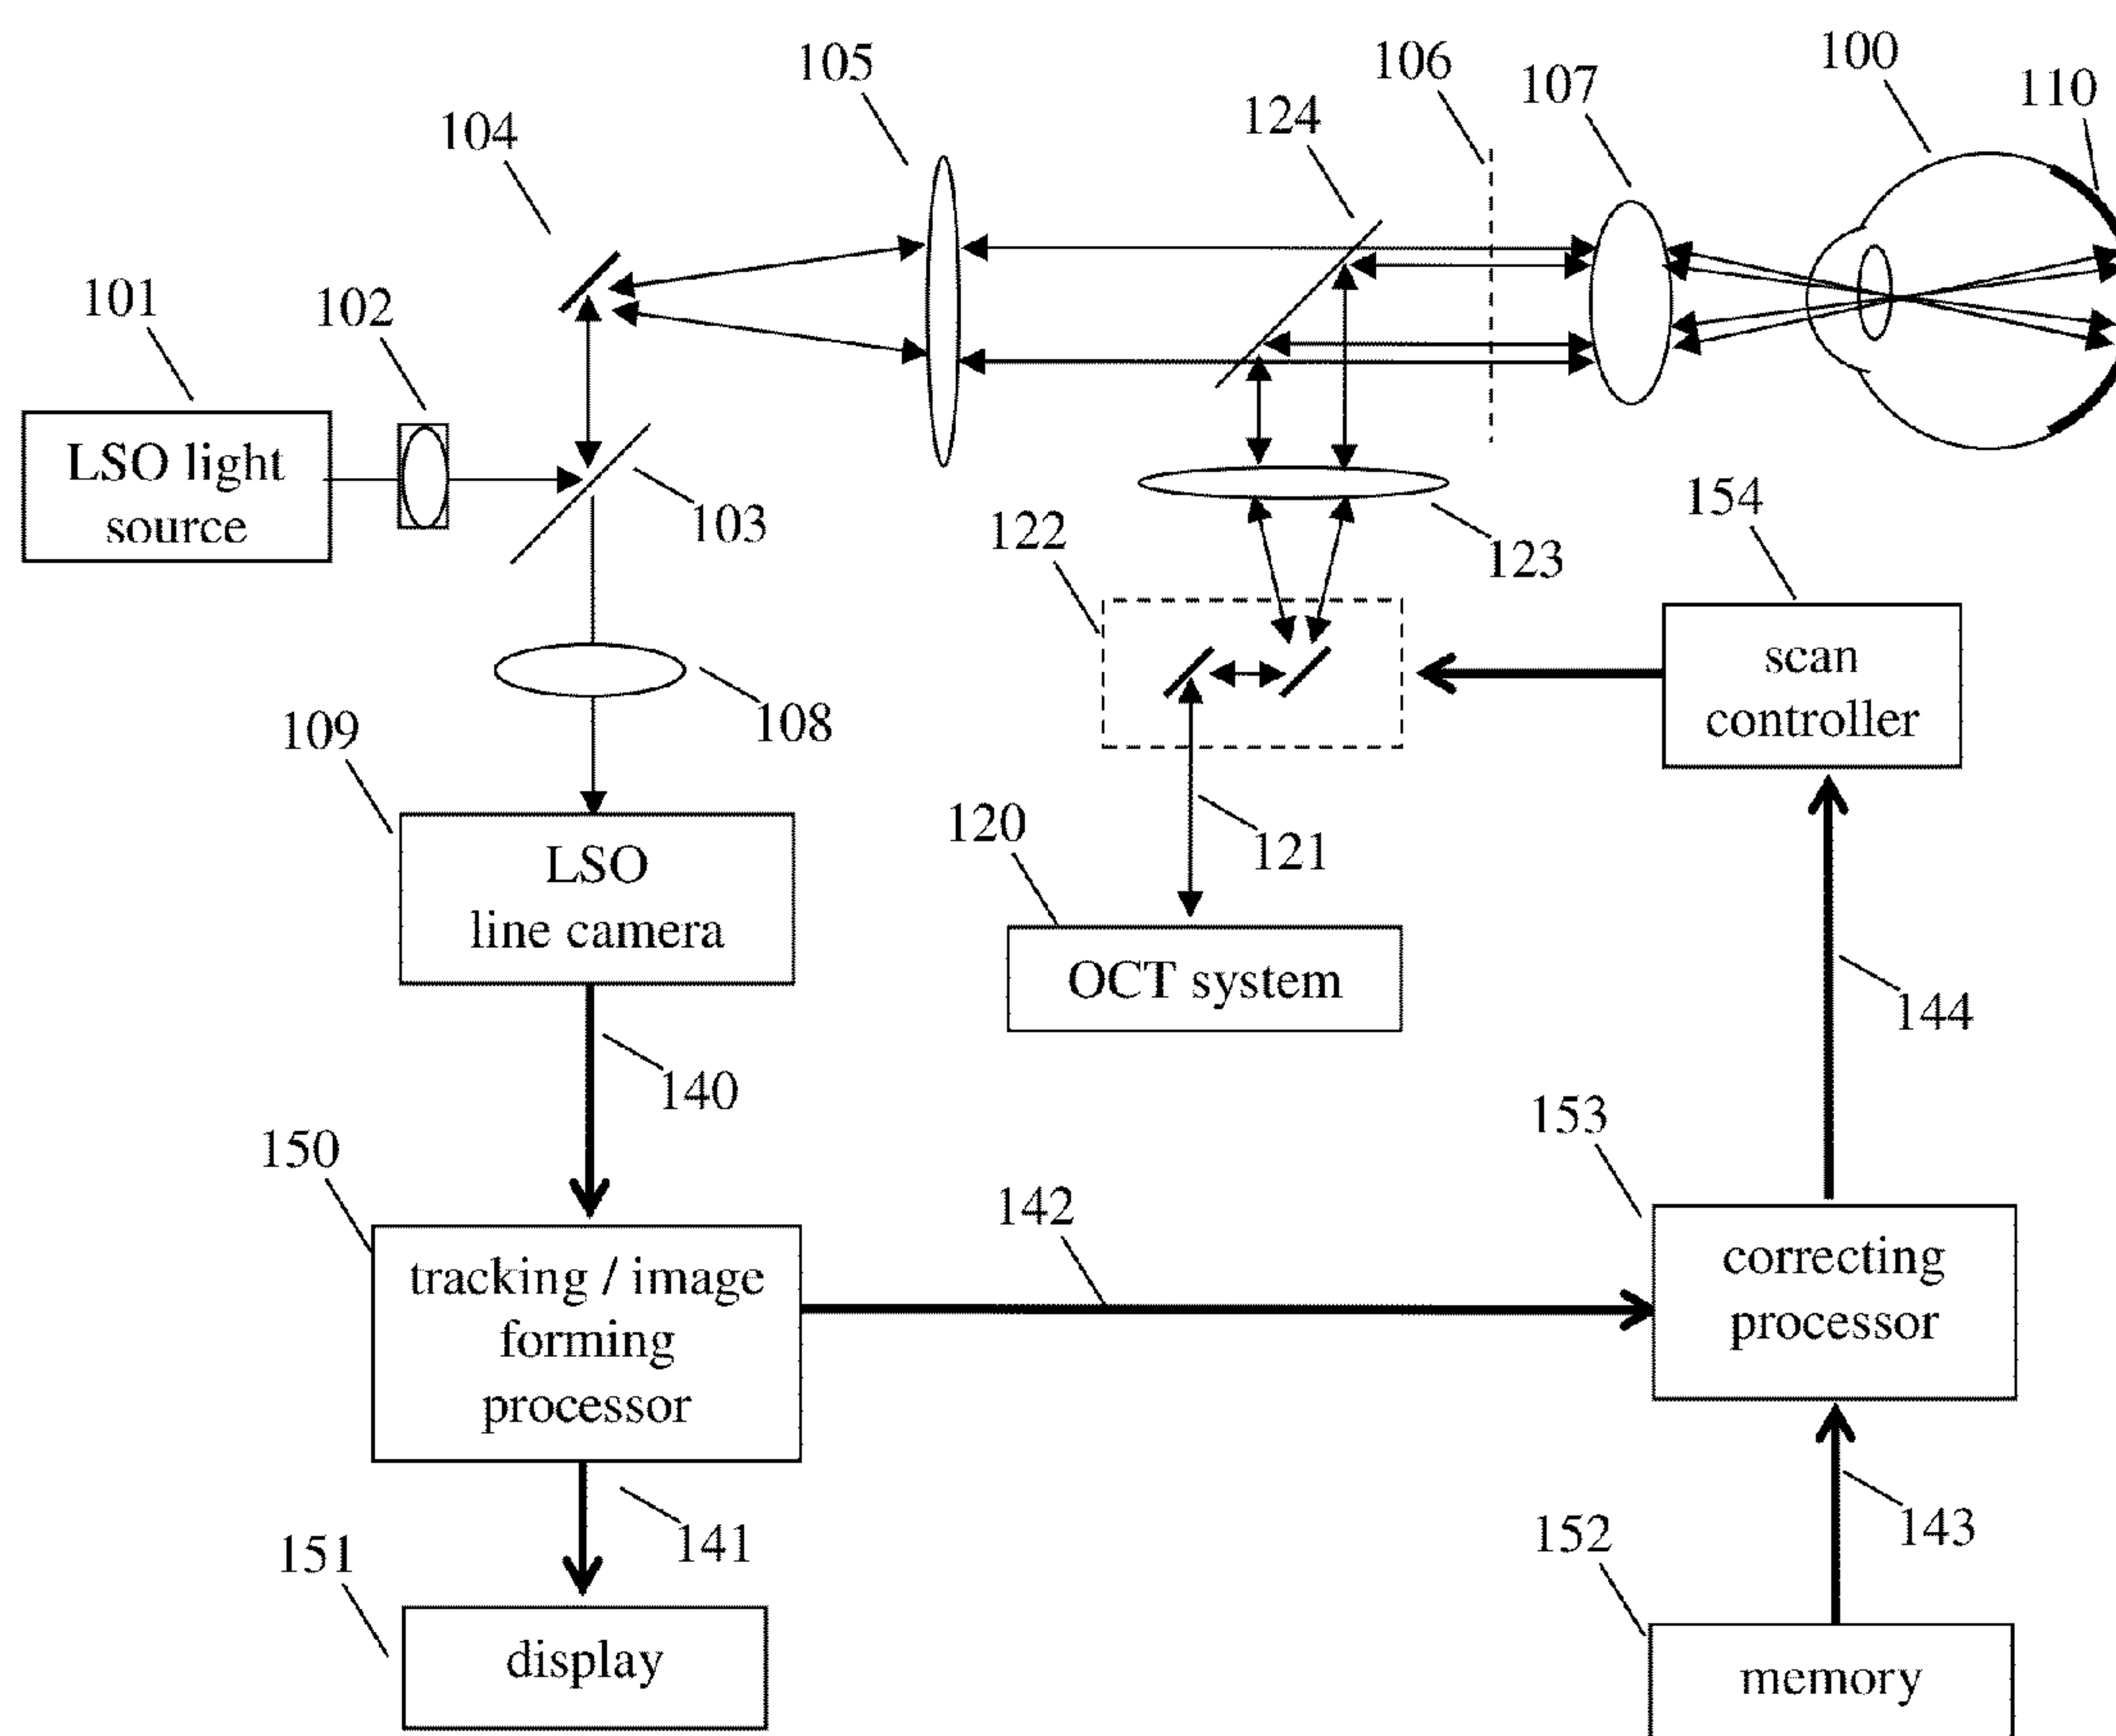 105
106
107
100
110
104
124
101
102
LSO light
source
103
122
123
154
scan
controller
108
109
LSO
line camera
120
121
OCT system
144
140
150
142
153
tracking / image
forming
processor
correcting
processor
141
143
151
152
display
memory